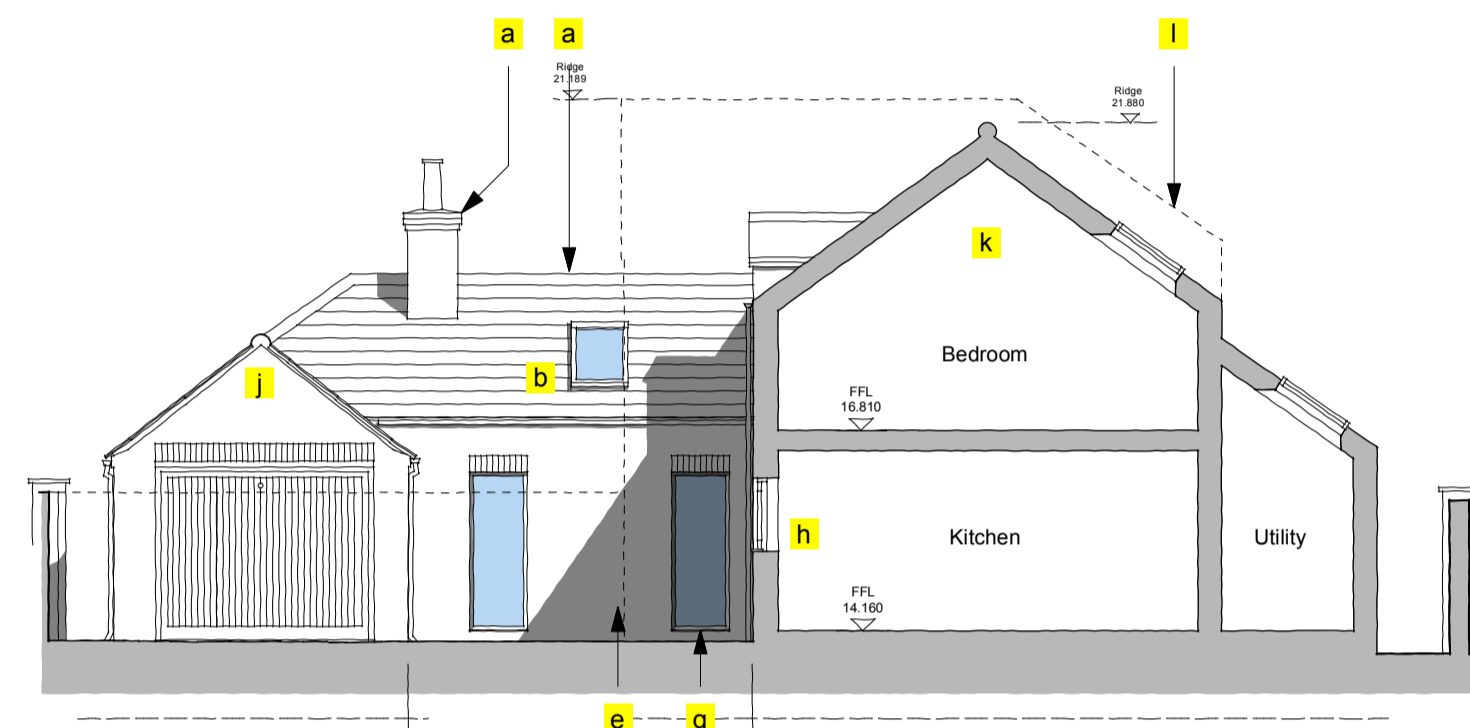 a
a
l
Ridge
21.189
Ridge
21.880
k
Bedroom
j
b
FFL
16.810
h
Kitchen
Utility
FFL
14.160
e
g